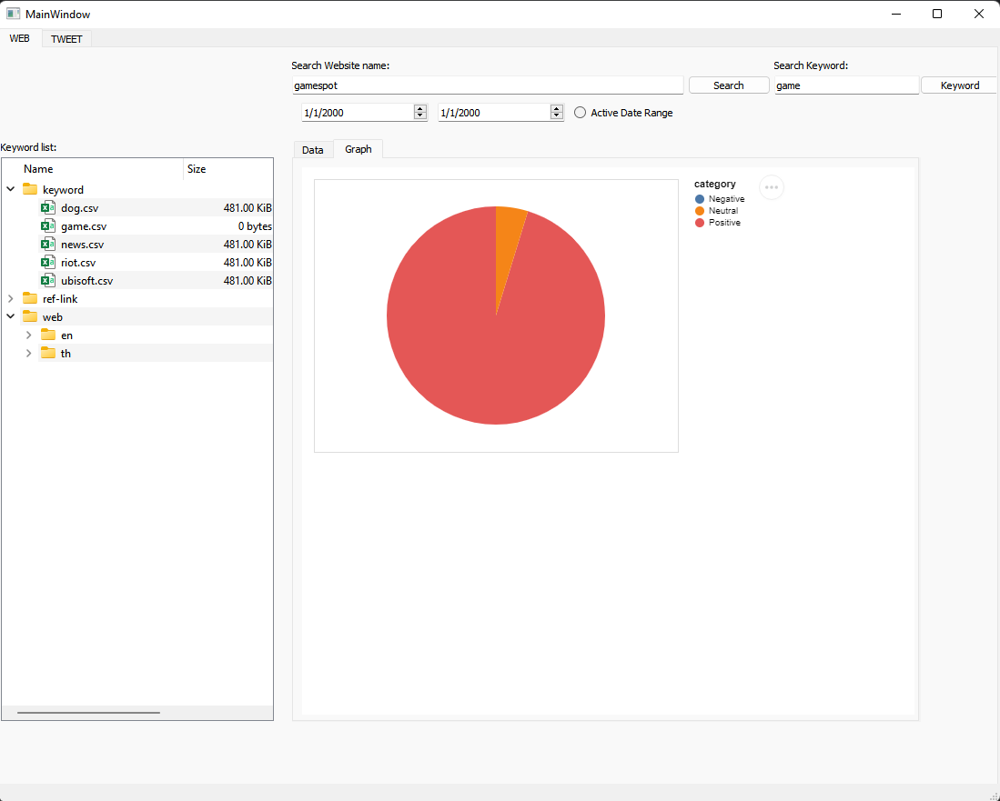 MainWindow
WEB TWEET
Search Website name: Search Keyword:
gamespot Search game Keyword
1/1/2000 1/1/2000 Active Date Range
Keyword list:
Data Graph
Name Size
keyword
dog.csv 481.00 KiB
game.csv 0 bytes
news.csv 481.00 KiB
riot.csv 481.00 KiB
ubisoft.csv 481.00 KiB
ref-link
web
en
th
category
Negative
Neutral
Positive